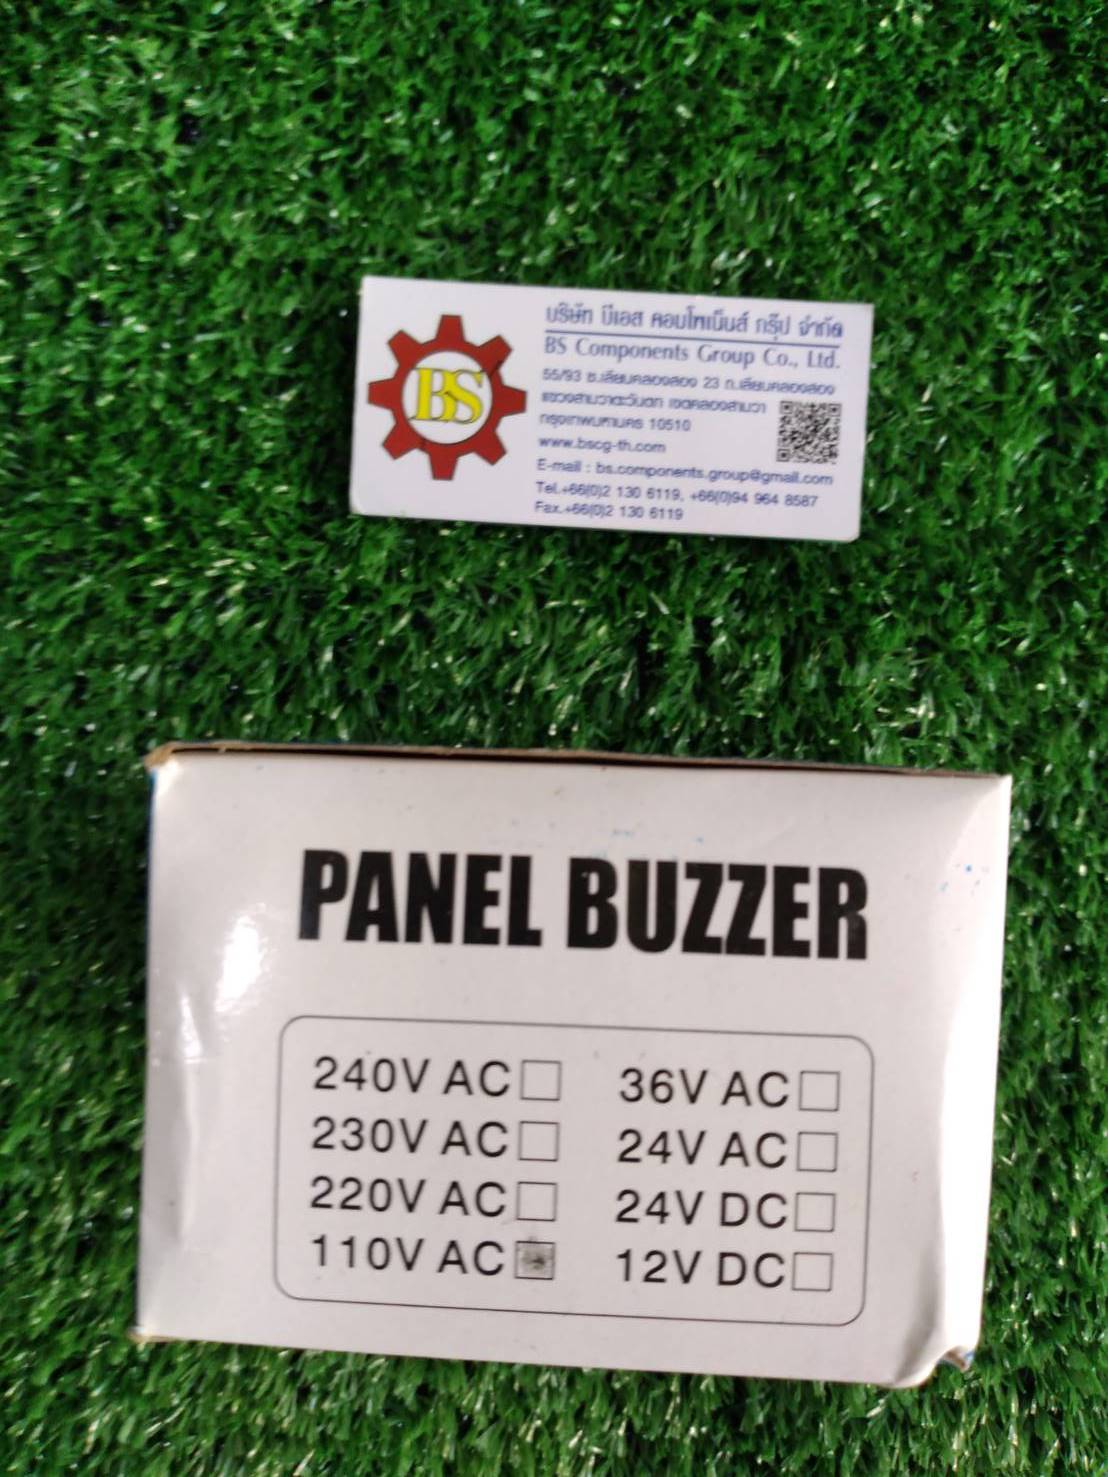 BS
บริษัท บีเอส คอมโพเน็นส์ กรุ๊ป จำกัด
BS Components Group Co., Ltd.
55/93 ซ.เลียบคลองสอง 23 ถ.เลียบคลองสอง
แขวงสามวาตะวันตก เขตคลองสามวา
กรุงเทพมหานคร 10510
www.bscg-th.com
E-mail : bs.components.group@gmail.com
Tel.+66(0)2 130 6119, +66(0)94 964 8587
Fax.+66(0)2 130 6119
PANEL BUZZER
240V AC 36V AC
230V AC 24V AC
220V AC 24V DC
110V AC 12V DC